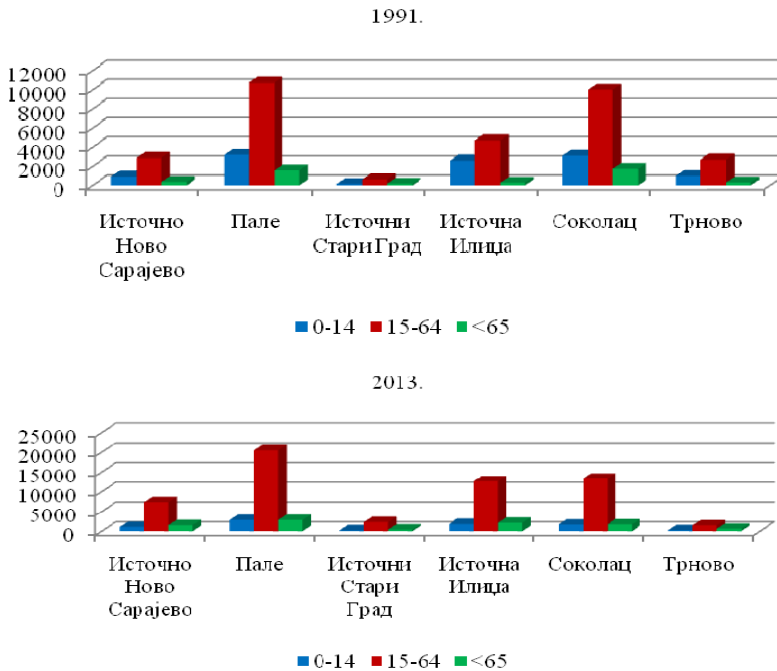 1991.
12000
10000
8000
6000
4000
2000
0
Источно
Ново
Сарајево
Пале
Источни
Стари Град
Источна
Илиџа
Соколац
Трново
0-14 15-64 <65
2013.
25000
20000
15000
10000
5000
0
Источно
Ново
Сарајево
Пале
Источни
Стари
Град
Источна
Илиџа
Соколац
Трново
0-14 15-64 <65